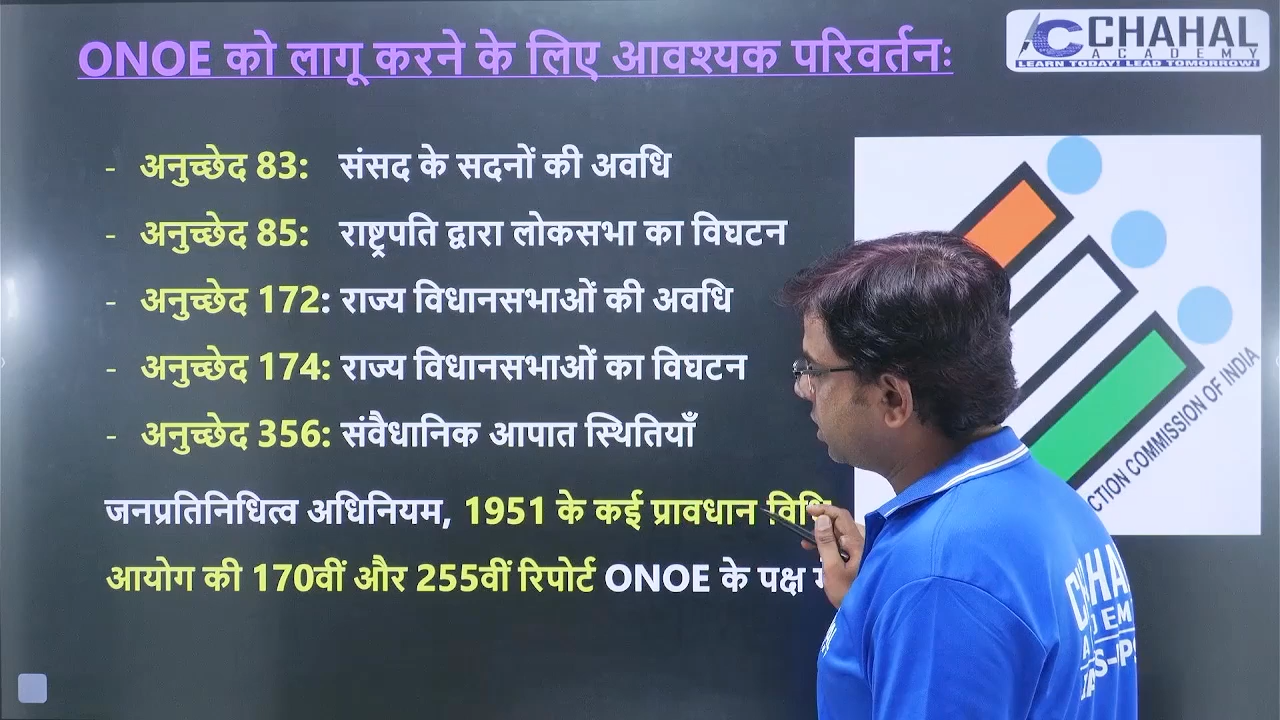 ONOE को लागू करने के लिए आवश्यक परिवर्तनः
CHAHAL
ACADEMY
LEARN TODAY! LEAD TOMORROW!
- अनुच्छेद 83: संसद के सदनों की अवधि
- अनुच्छेद 85: राष्ट्रपति द्वारा लोकसभा का विघटन
- अनुच्छेद 172: राज्य विधानसभाओं की अवधि
- अनुच्छेद 174: राज्य विधानसभाओं का विघटन
- अनुच्छेद 356: संवैधानिक आपात स्थितियाँ
जनप्रतिनिधित्व अधिनियम, 1951 के कई प्रावधान विधि
आयोग की 170वीं और 255वीं रिपोर्ट ONOE के पक्ष
COMMISSION OF INDIA